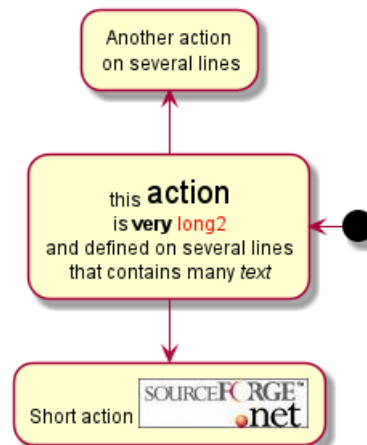 Another action
on several lines
this action
is very long2
and defined on several lines
that contains many text
Short action
SOURCEFORGE™
.net